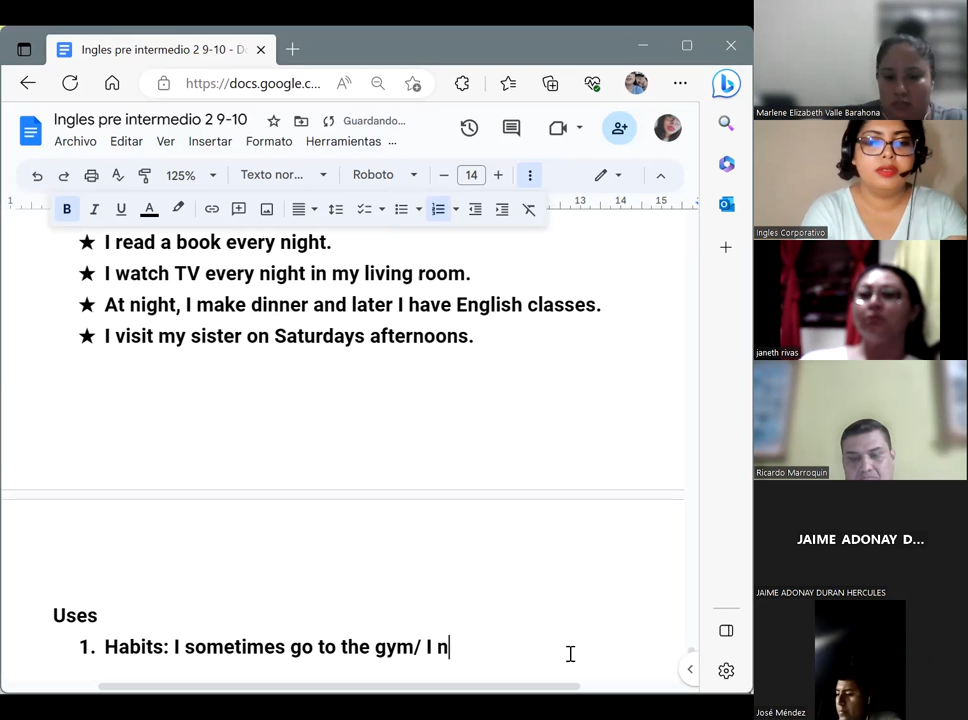 Ingles pre intermedio 2 9-10 - D
https://docs.google.c...
Ingles pre intermedio 2 9-10
Guardando...
Archivo Editar Ver Insertar Formato Herramientas ...
125% Texto nor... Roboto 14
1 13 14 15
★ I read a book every night.
★ I watch TV every night in my living room.
★ At night, I make dinner and later I have English classes.
★ I visit my sister on Saturdays afternoons.
Uses
1. Habits: I sometimes go to the gym/ I n
Marlene Elizabeth Valle Barahona
Ingles Corporativo
janeth rivas
Ricardo Marroquin
JAIME ADONAY D...
JAIME ADONAY DURAN HERCULES
José Méndez